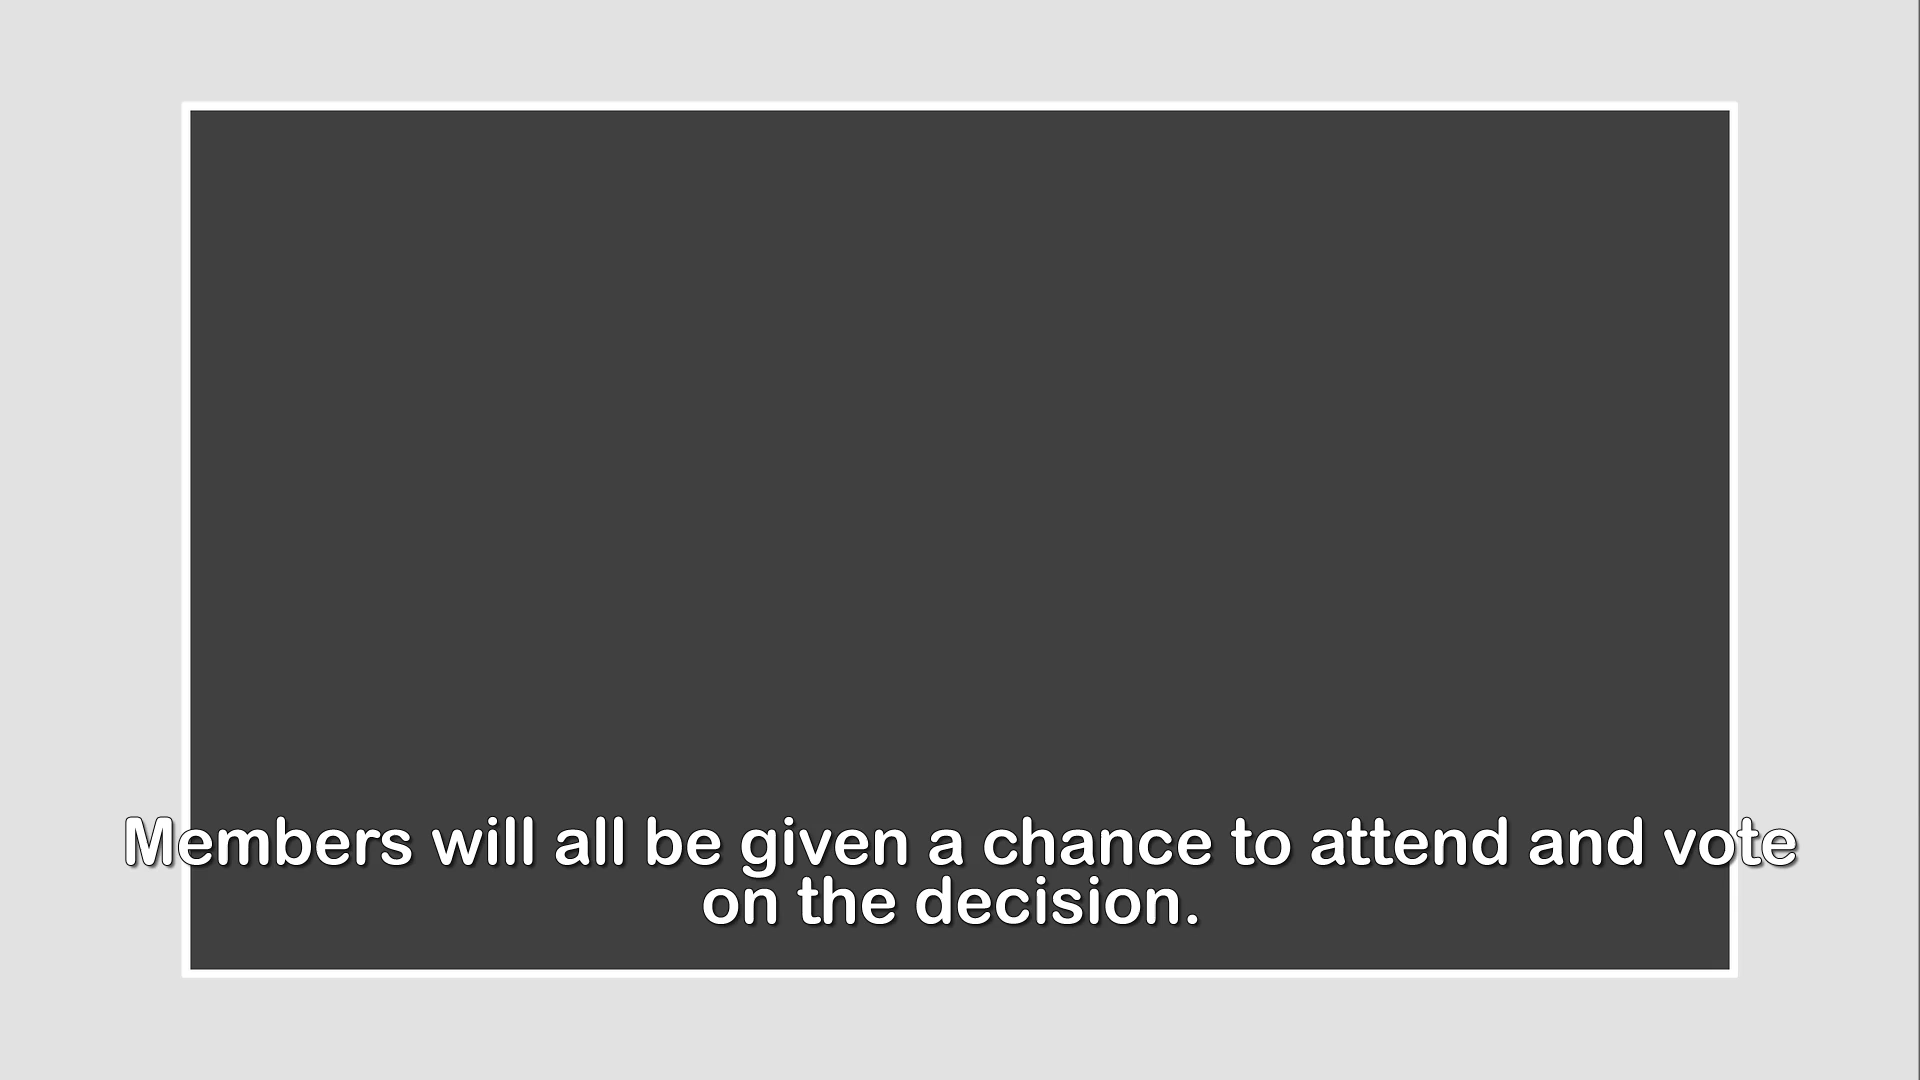 Members will all be given a chance to attend and vote
on the decision.